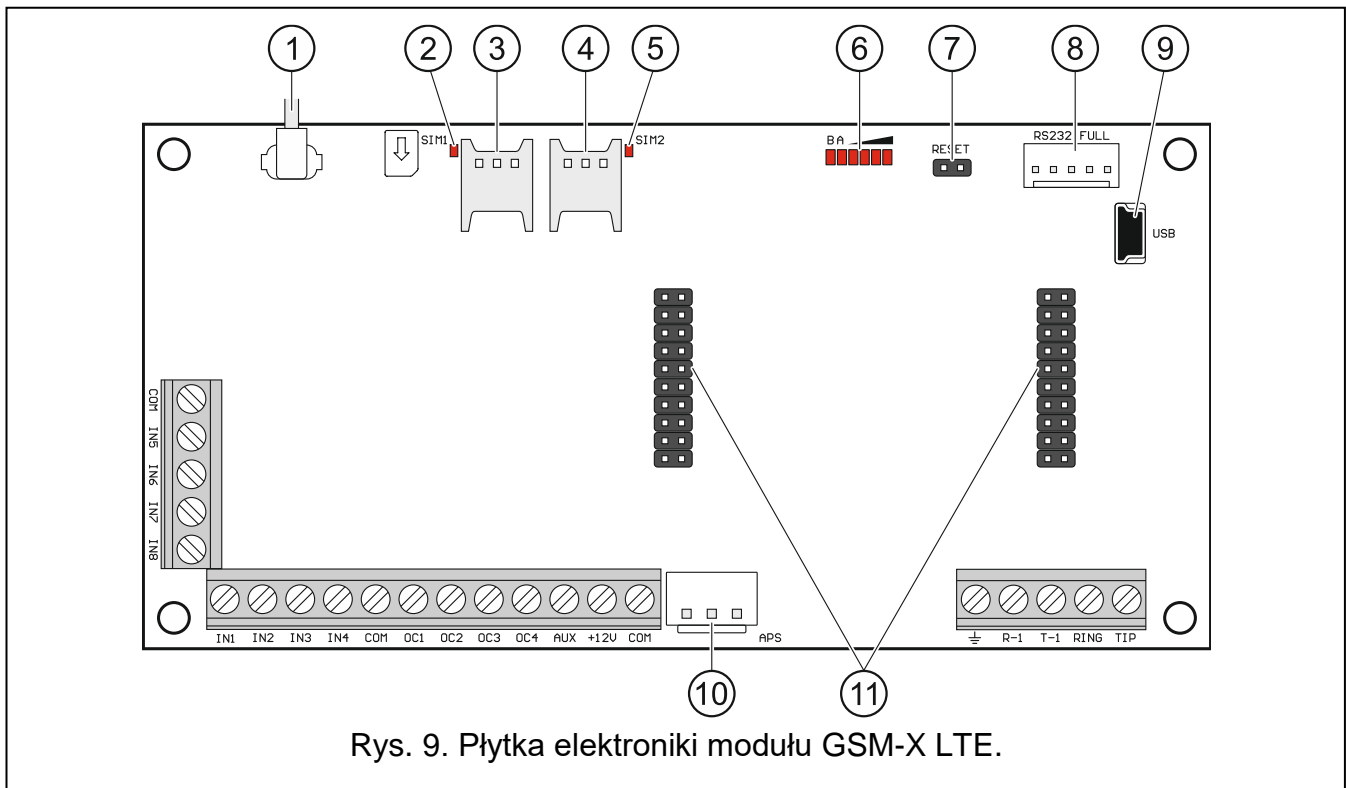 1 2 3 4 5 6 7 8 9
SIM1 SIM2 BA RESET RS232 FULL
USB
COM
IN5
IN6
IN7
IN8
IN1 IN2 IN3 IN4 COM OC1 OC2 OC3 OC4 AUX +12V COM APS R-1 T-1 RING TIP
10 11
Rys. 9. Płytka elektroniki modułu GSM-X LTE.